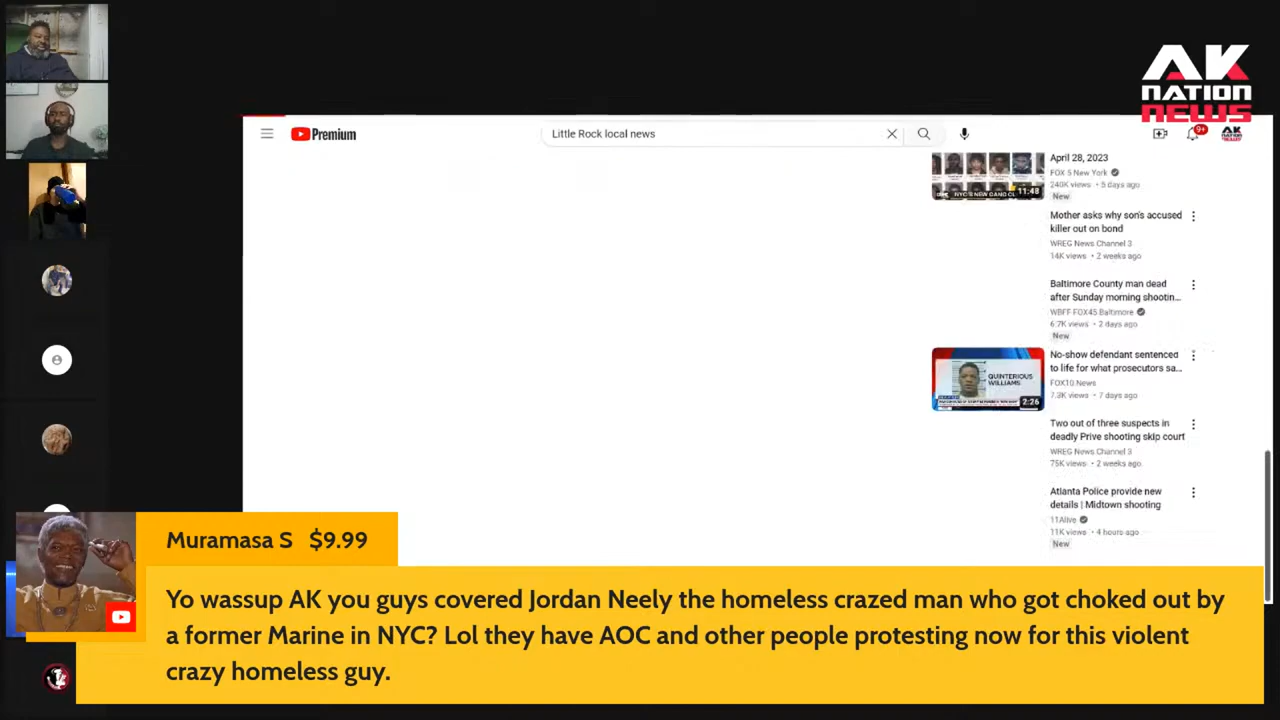 AK
NATION
NEWS
Premium
Little Rock local news
9+
April 28, 2023
FOX 5 New York
240K views • 5 days ago
New
11:48
Mother asks why son's accused
killer out on bond
WREG News Channel 3
14K views • 2 weeks ago
Baltimore County man dead
after Sunday morning shootin...
WBFF FOX45 Baltimore
6.7K views • 2 days ago
New
QUINTERIOUS
WILLIAMS
2:26
No-show defendant sentenced
to life for what prosecutors sa...
FOX10 News
7.3K views • 7 days ago
Two out of three suspects in
deadly Prive shooting skip court
WREG News Channel 3
75K views • 2 weeks ago
Atlanta Police provide new
details | Midtown shooting
11Alive
11K views • 4 hours ago
New
Muramasa S $9.99
Yo wassup AK you guys covered Jordan Neely the homeless crazed man who got choked out by
a former Marine in NYC? Lol they have AOC and other people protesting now for this violent
crazy homeless guy.